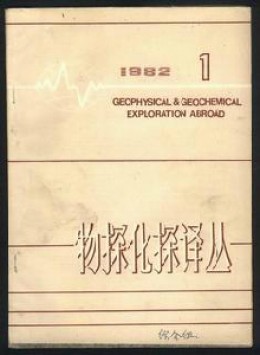 1982 1
GEOPHYSICAL & GEOCHEMICAL
EXPLORATION ABROAD
物探化探译丛